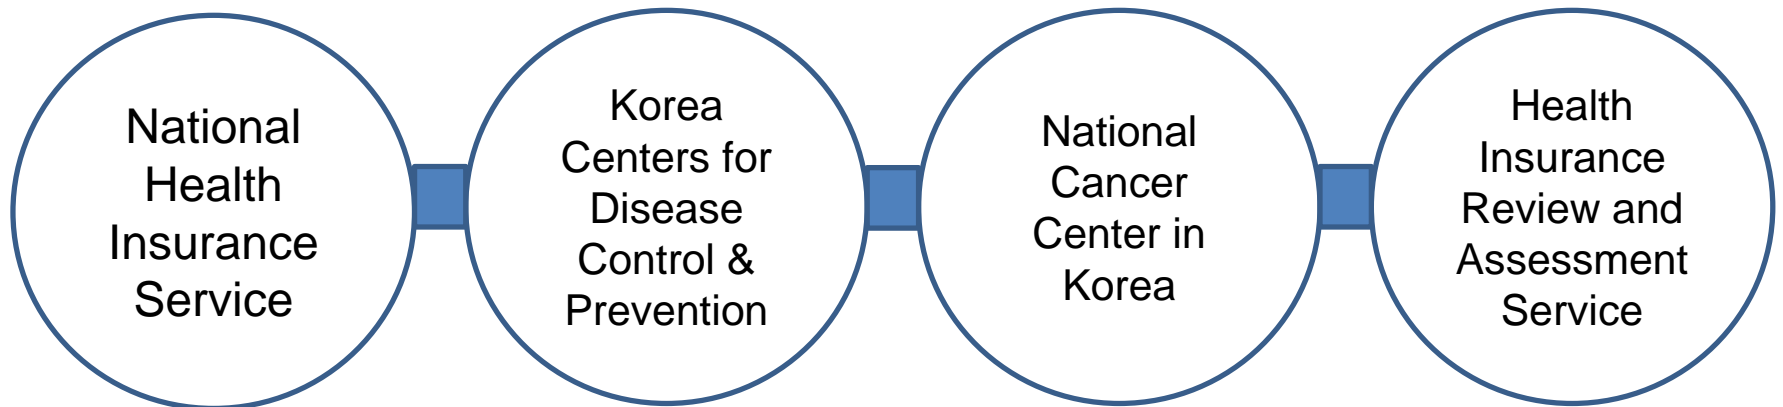 National
Health
Insurance
Service
Korea
Centers for
Disease
Control &
Prevention
National
Cancer
Center in
Korea
Health
Insurance
Review and
Assessment
Service